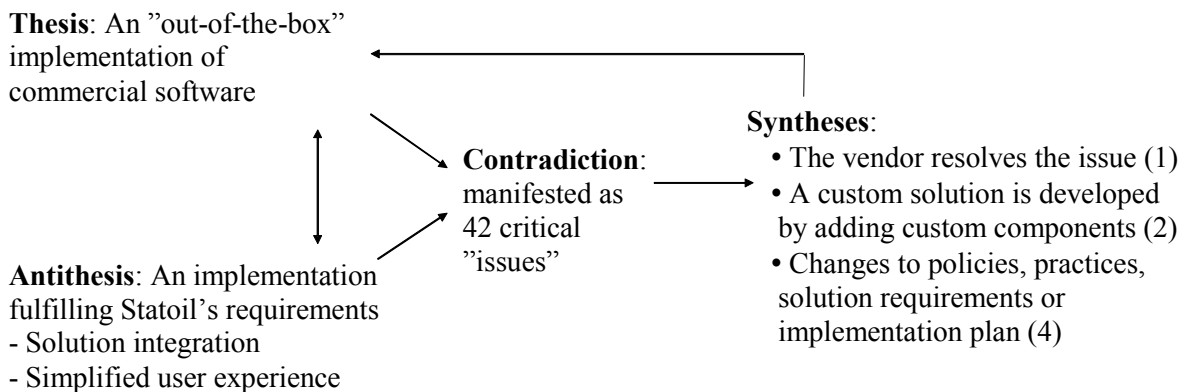 Thesis: An ”out-of-the-box”
implementation of
commercial software
Antithesis: An implementation
fulfilling Statoil’s requirements
- Solution integration
- Simplified user experience
Contradiction:
manifested as
42 critical
”issues”
Syntheses:
• The vendor resolves the issue (1)
• A custom solution is developed
by adding custom components (2)
• Changes to policies, practices,
solution requirements or
implementation plan (4)